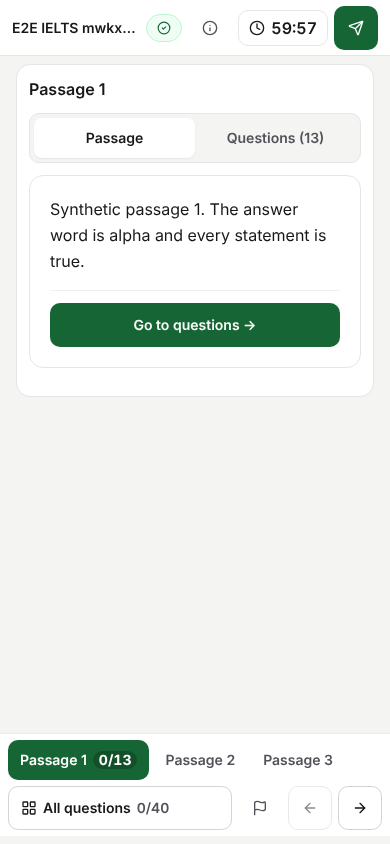 E2E IELTS mwkx...
59:57
Passage 1
Passage
Questions (13)
Synthetic passage 1. The answer
word is alpha and every statement is
true.
Go to questions →
Passage 1 0/13
Passage 2
Passage 3
All questions 0/40